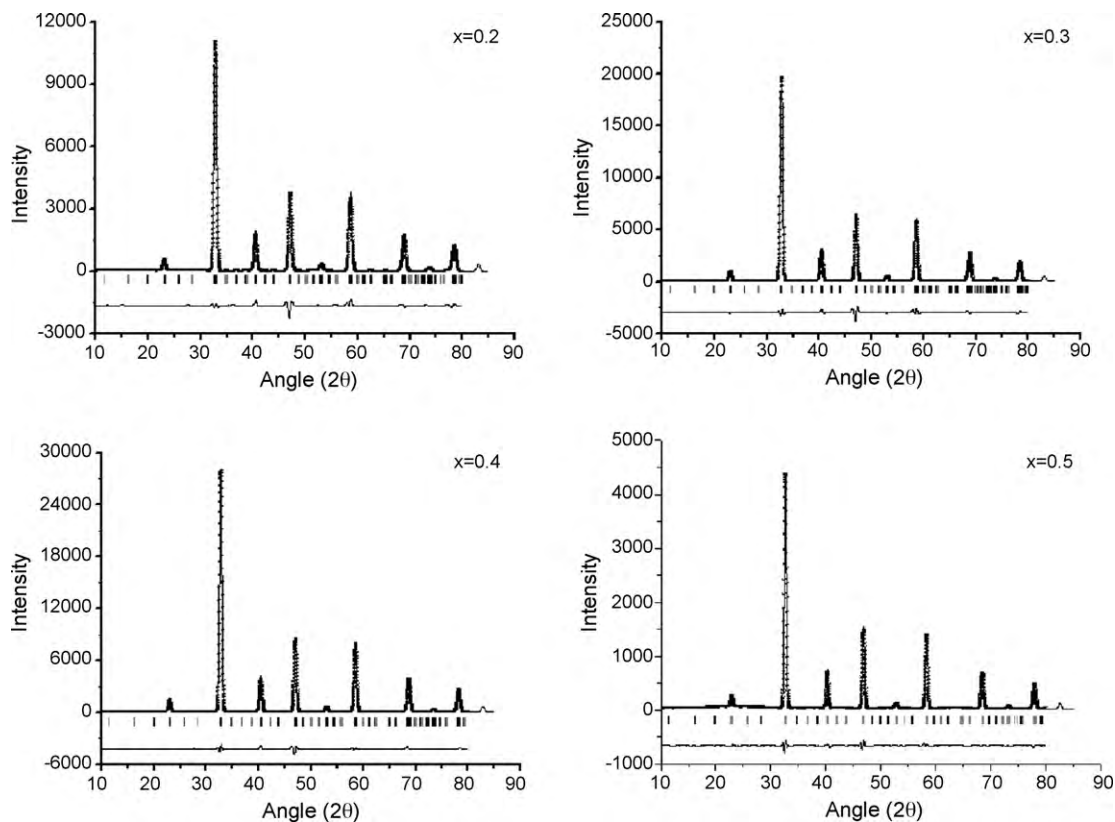 x=0.2
12000
9000
6000
3000
0
-3000
Intensity
10 20 30 40 50 60 70 80 90
Angle (2θ)
x=0.3
25000
20000
15000
10000
5000
0
-5000
Intensity
10 20 30 40 50 60 70 80 90
Angle (2θ)
x=0.4
30000
24000
18000
12000
6000
0
-6000
Intensity
10 20 30 40 50 60 70 80 90
Angle (2θ)
x=0.5
5000
4000
3000
2000
1000
0
-1000
Intensity
10 20 30 40 50 60 70 80 90
Angle (2θ)